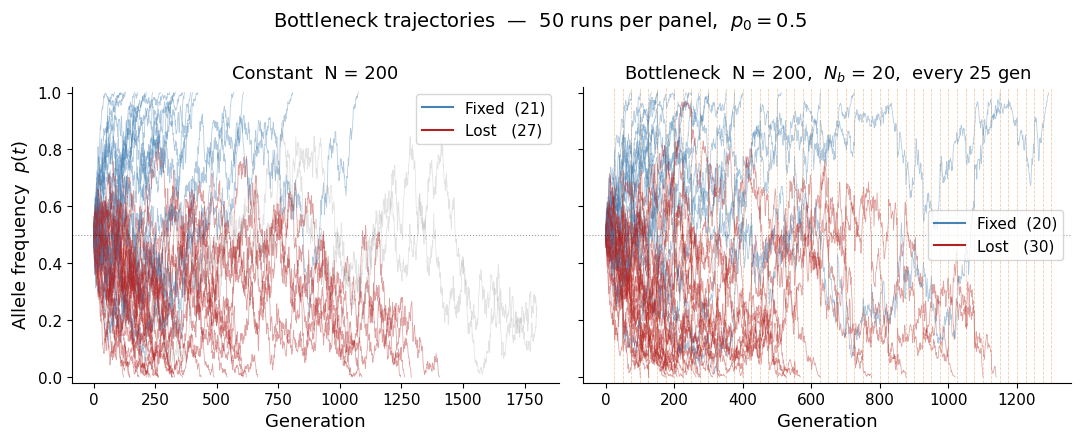 Bottleneck trajectories — 50 runs per panel, p₀ = 0.5
Constant N = 200
Bottleneck N = 200, N_b = 20, every 25 gen
Allele frequency p(t)
1.0
0.8
0.6
0.4
0.2
0.0
Fixed (21)
Lost (27)
0 250 500 750 1000 1250 1500 1750
Generation
Fixed (20)
Lost (30)
0 200 400 600 800 1000 1200
Generation